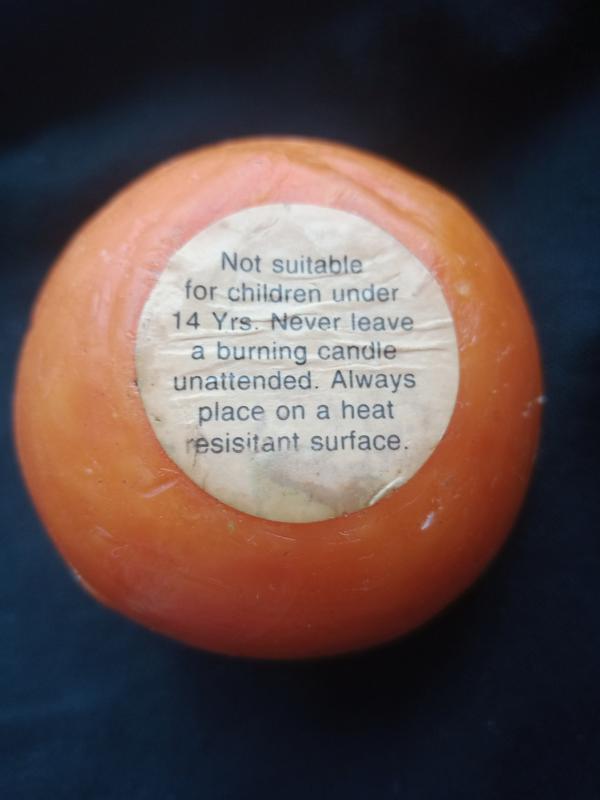 Not suitable
for children under
14 Yrs. Never leave
a burning candle
unattended. Always
place on a heat
resisitant surface.